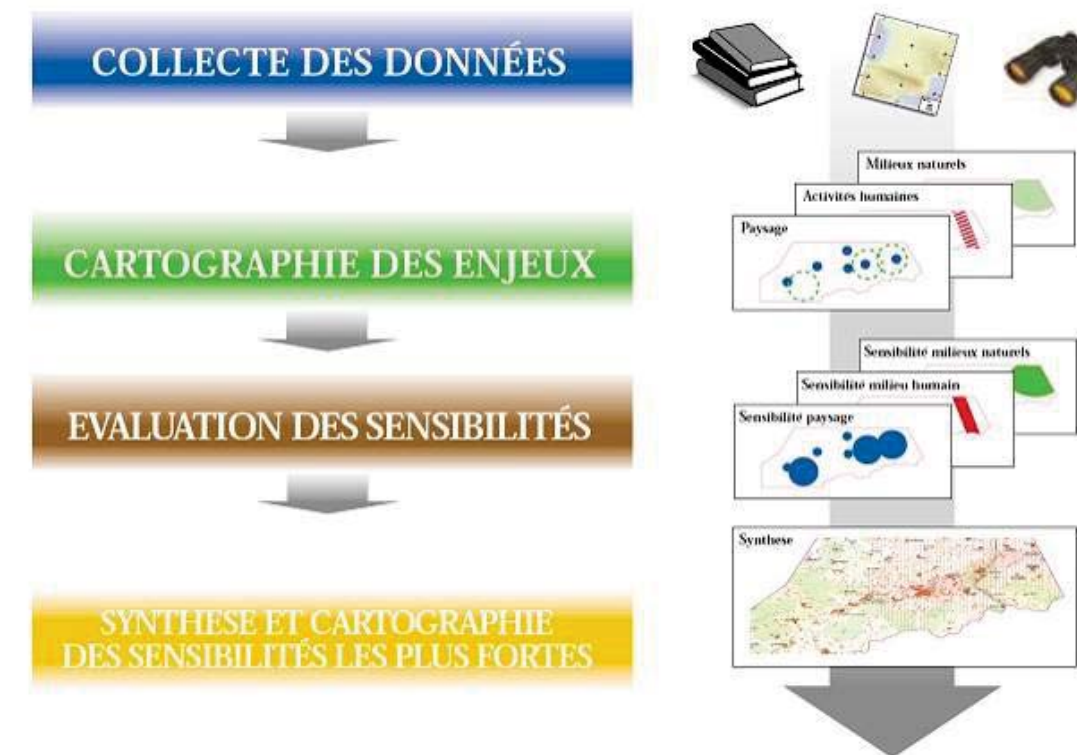 COLLECTE DES DONNÉES
Milieux naturels
Activités humaines
Paysage
CARTOGRAPHIE DES ENJEUX
Sensibilité milieux naturels
Sensibilité milieu humain
Sensibilité paysage
EVALUATION DES SENSIBILITÉS
Synthese
SYNTHESE ET CARTOGRAPHIE
DES SENSIBILITÉS LES PLUS FORTES